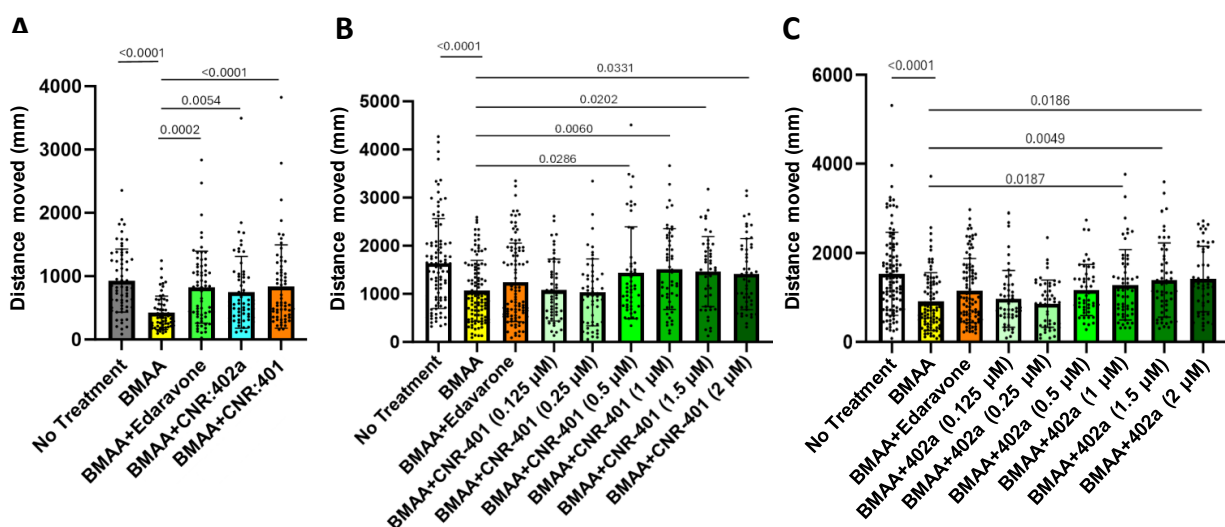 A
<0.0001
<0.0001
0.0054
0.0002
Distance moved (mm)
4000
3000
2000
1000
0
No Treatment
BMAA
BMAA+Edaravone
BMAA+CNR-402a
BMAA+CNR:401
B
<0.0001
0.0331
0.0202
0.0060
0.0286
Distance moved (mm)
5000
4000
3000
2000
1000
0
No Treatment
BMAA
BMAA+Edavarone
BMAA+CNR-401 (0.125 µM)
BMAA+CNR-401 (0.25 µM)
BMAA+CNR-401 (0.5 µM)
BMAA+CNR-401 (1 µM)
BMAA+CNR-401 (1.5 µM)
BMAA+CNR-401 (2 µM)
C
<0.0001
0.0186
0.0049
0.0187
Distance moved (mm)
6000
4000
2000
0
No Treatment
BMAA
BMAA+Edaravone
BMAA+402a (0.125 µM)
BMAA+402a (0.25 µM)
BMAA+402a (0.5 µM)
BMAA+402a (1 µM)
BMAA+402a (1.5 µM)
BMAA+402a (2 µM)